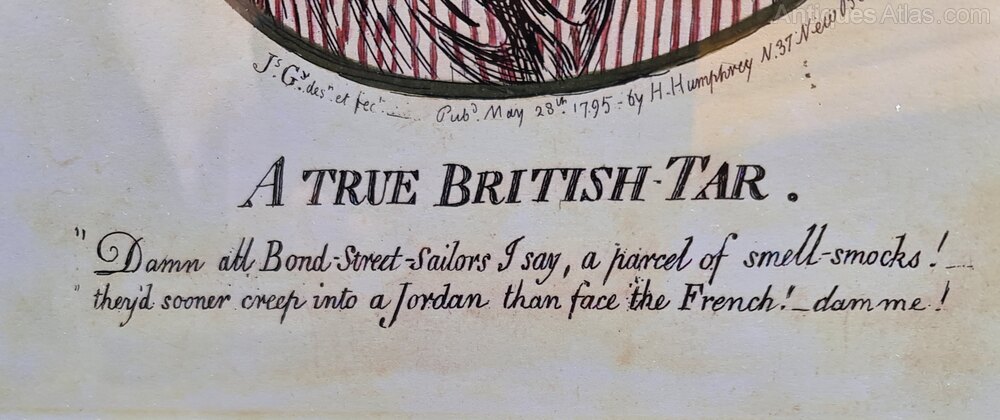 AntiquesAtlas.com
Js. Gy. desn. et fect. Pubd. May 28th. 1795 - by H. Humphrey N. 37 New
A TRUE BRITISH-TAR.
"Damn all Bond-Street-Sailors I say, a parcel of smell-smocks!_
"they'd sooner creep into a Jordan than face the French!_damme!